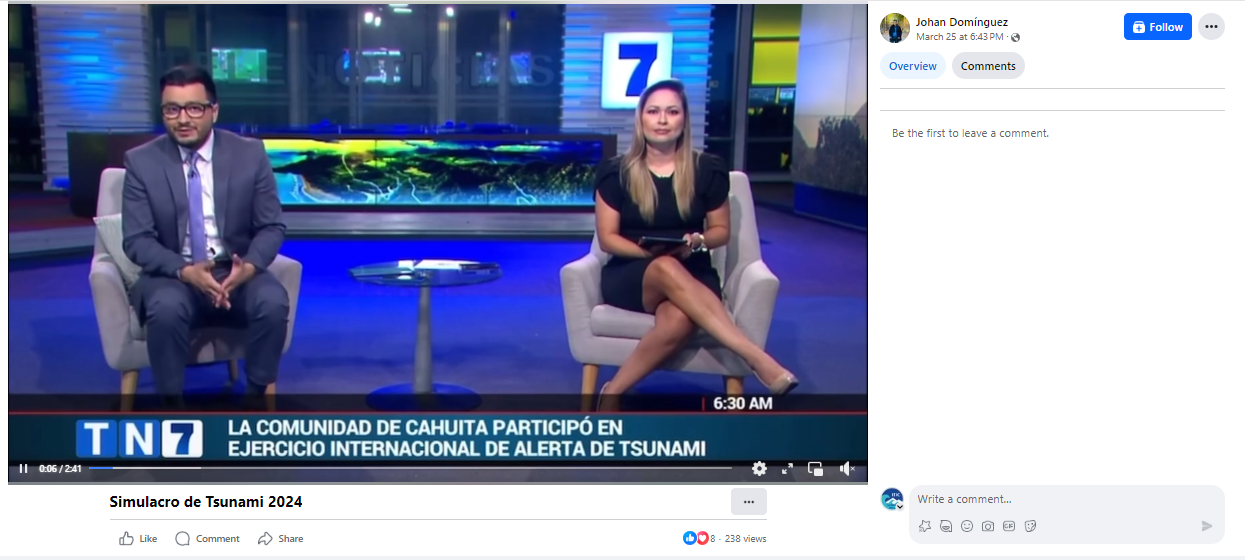 7
TN7
6:30 AM
LA COMUNIDAD DE CAHUITA PARTICIPÓ EN
EJERCICIO INTERNACIONAL DE ALERTA DE TSUNAMI
0:06 / 2:41
Simulacro de Tsunami 2024
Like
Comment
Share
8 · 238 views
Johan Domínguez
March 25 at 6:43 PM ·
Follow
Overview
Comments
Be the first to leave a comment.
Write a comment...
GIF